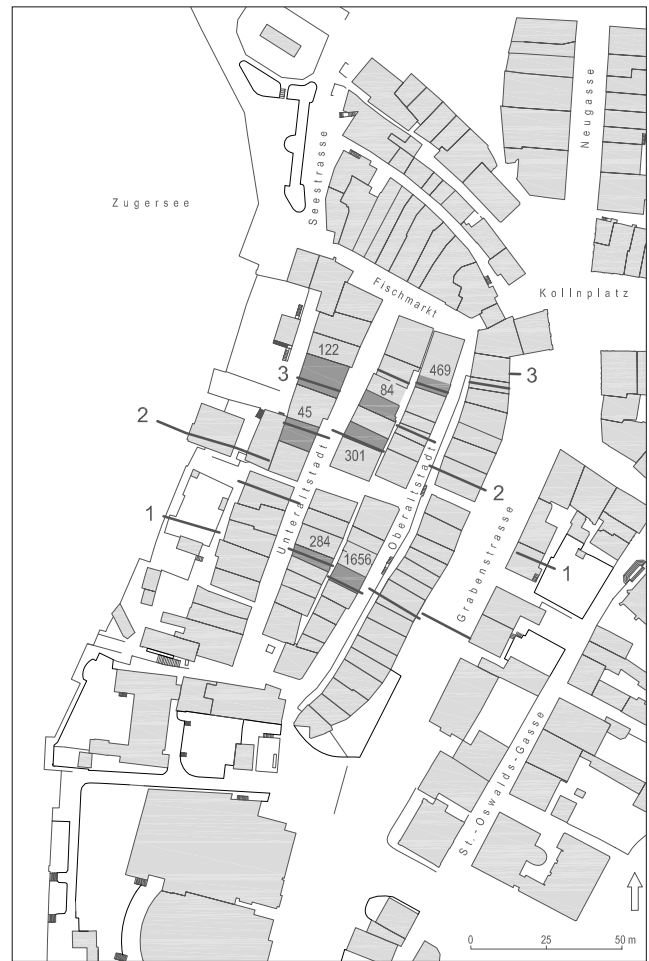 Neugasse
Seestrasse
Zugersee
Kollnplatz
Fischmarkt
122
469
3
3
84
45
2
301
Unteraltstadt
Oberaltstadt
2
1
Grabenstrasse
284
1656
1
St.-Oswalds-Gasse
0 25 50 m